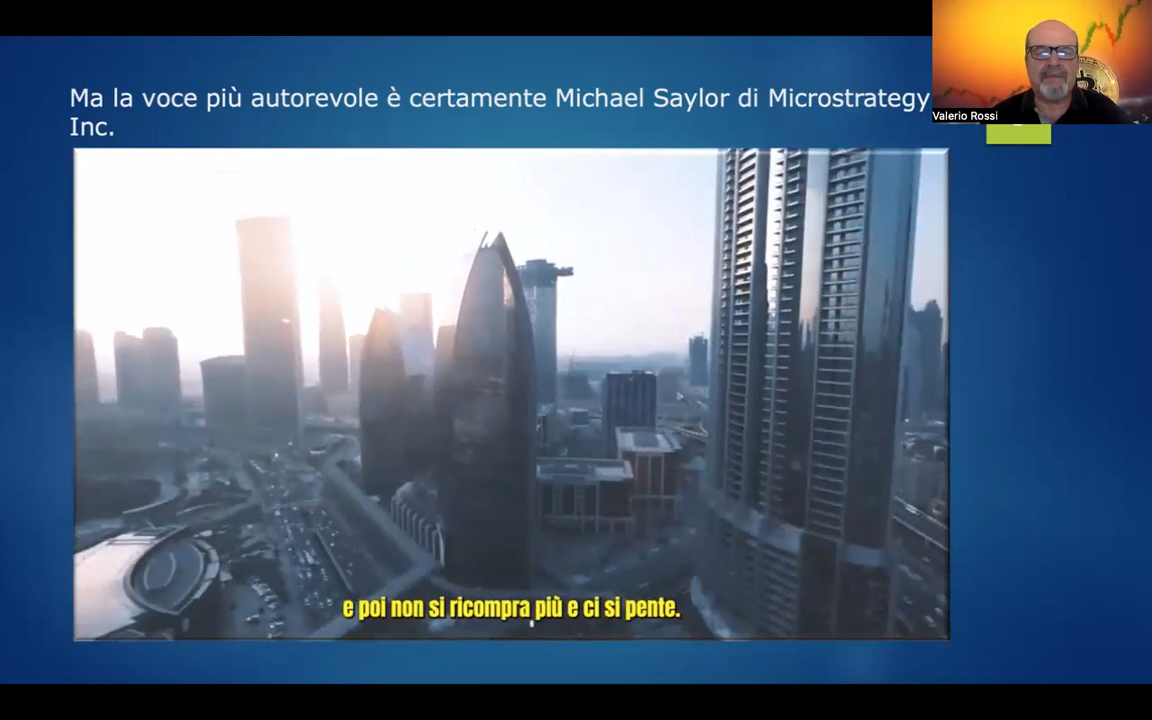 Ma la voce più autorevole è certamente Michael Saylor di Microstrategy
Inc.
Valerio Rossi
e poi non si ricompra più e ci si pente.